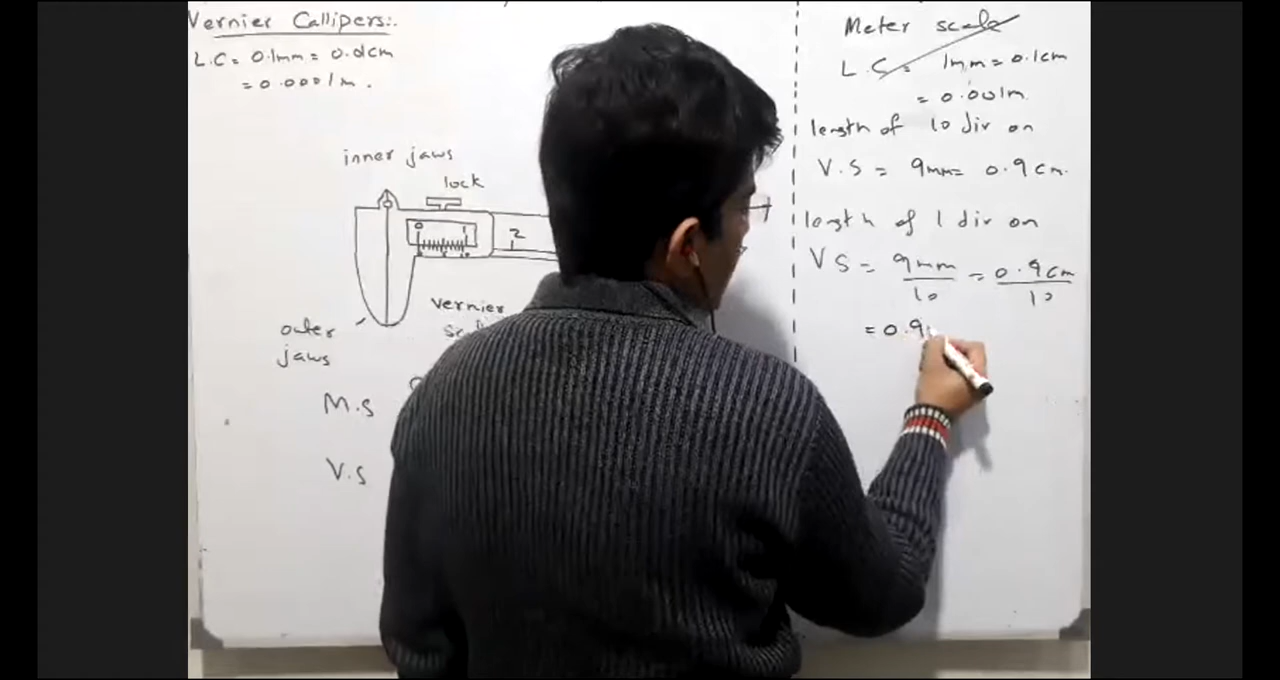 Vernier Callipers:.
L.C = 0.1mm = 0.01cm
= 0.0001m.
inner jaws
lock
0 1 2
outer
jaws
vernier
M.S
V.S
Meter scale
L.C = 1mm = 0.1cm
= 0.001m
length of 10 div on
V.S = 9mm = 0.9cm.
length of 1 div on
VS = 9mm/10 = 0.9cm/10
= 0.9